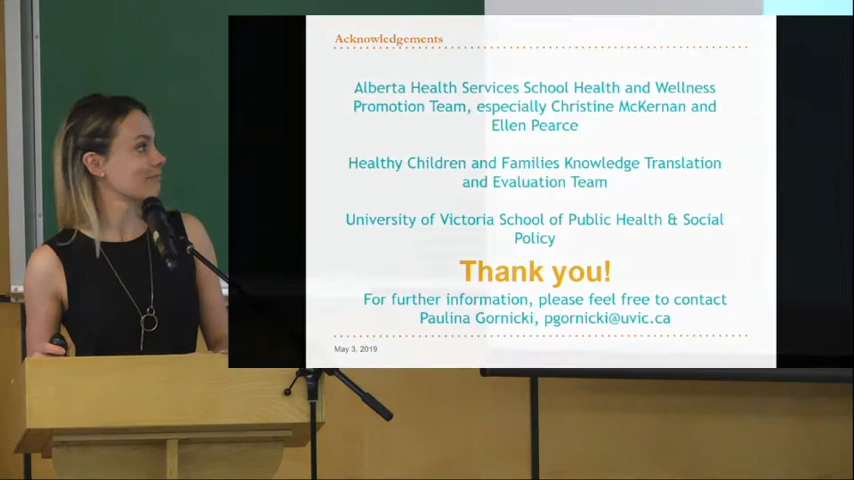 Acknowledgements
Alberta Health Services School Health and Wellness
Promotion Team, especially Christine McKernan and
Ellen Pearce
Healthy Children and Families Knowledge Translation
and Evaluation Team
University of Victoria School of Public Health & Social
Policy
Thank you!
For further information, please feel free to contact
Paulina Gornicki, pgornicki@uvic.ca
May 3, 2019